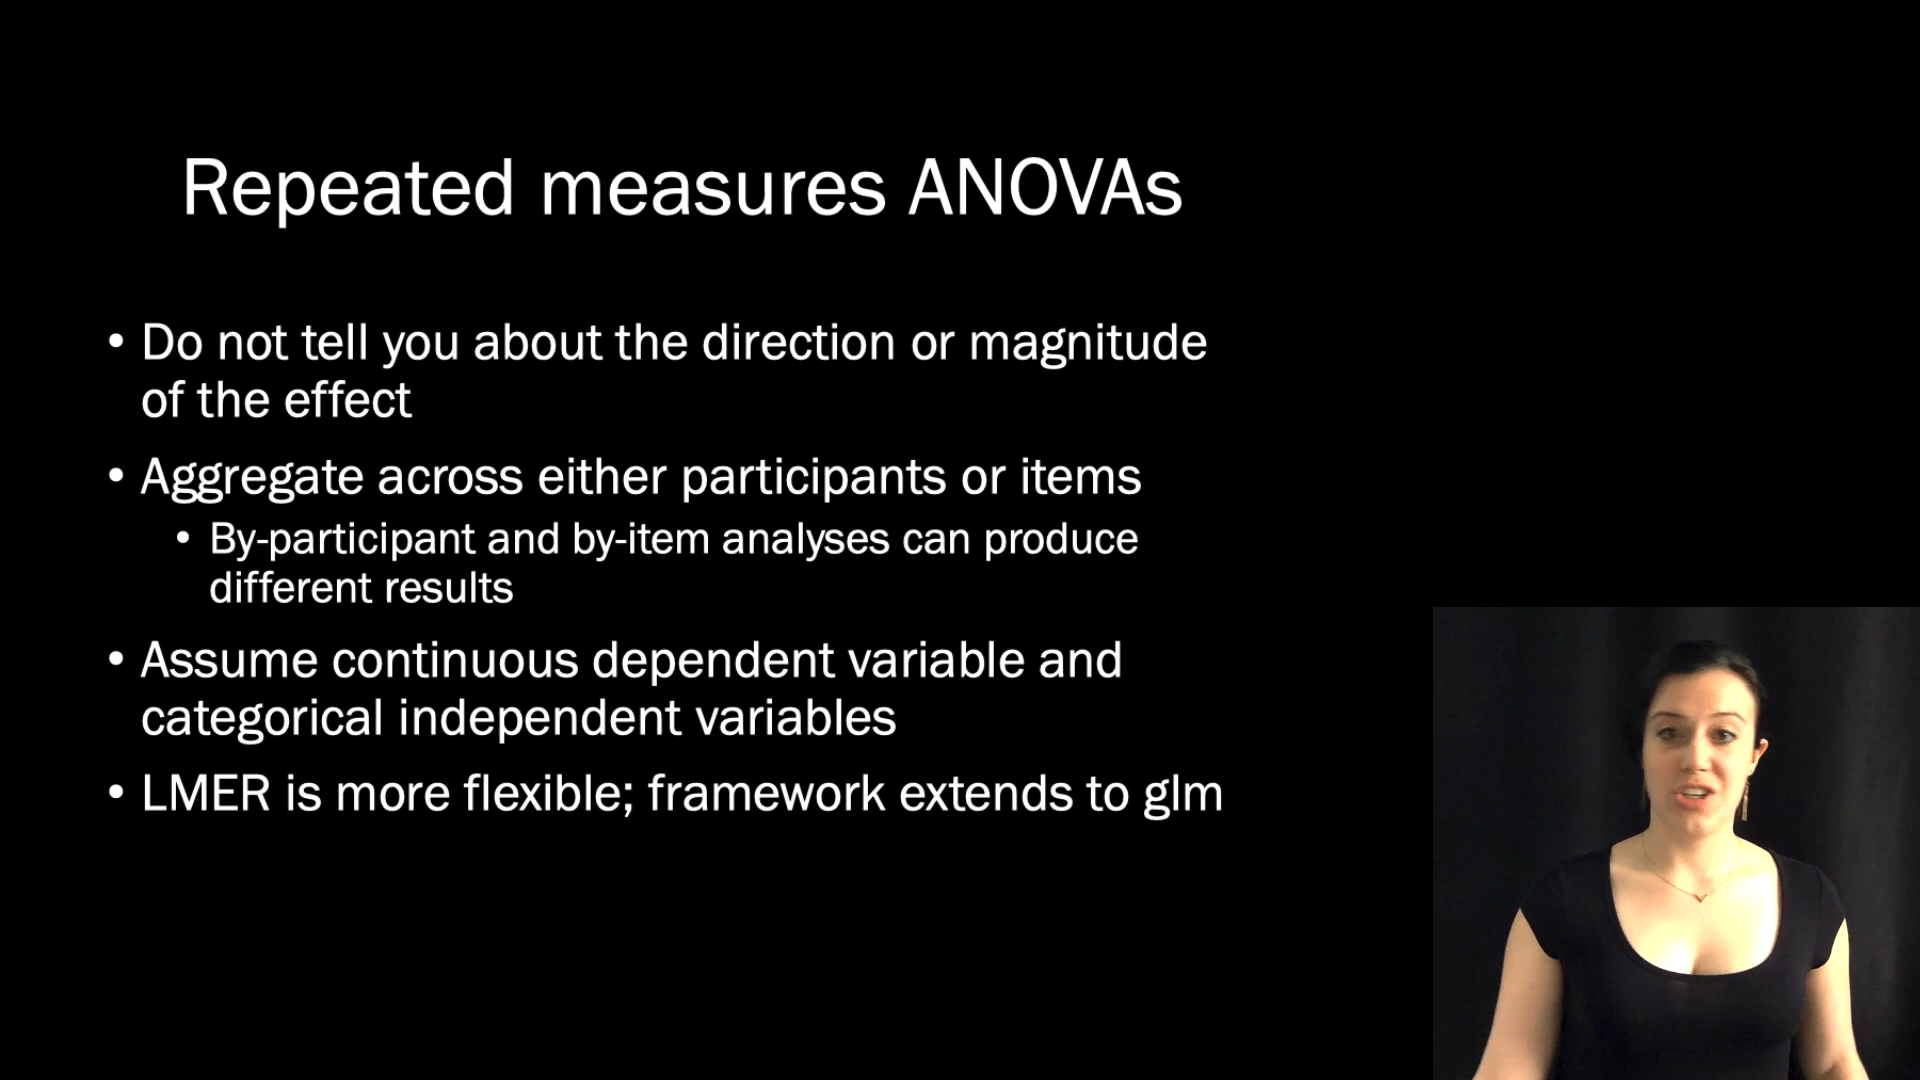 Repeated measures ANOVAs
• Do not tell you about the direction or magnitude
of the effect
• Aggregate across either participants or items
• By-participant and by-item analyses can produce
different results
• Assume continuous dependent variable and
categorical independent variables
• LMER is more flexible; framework extends to glm